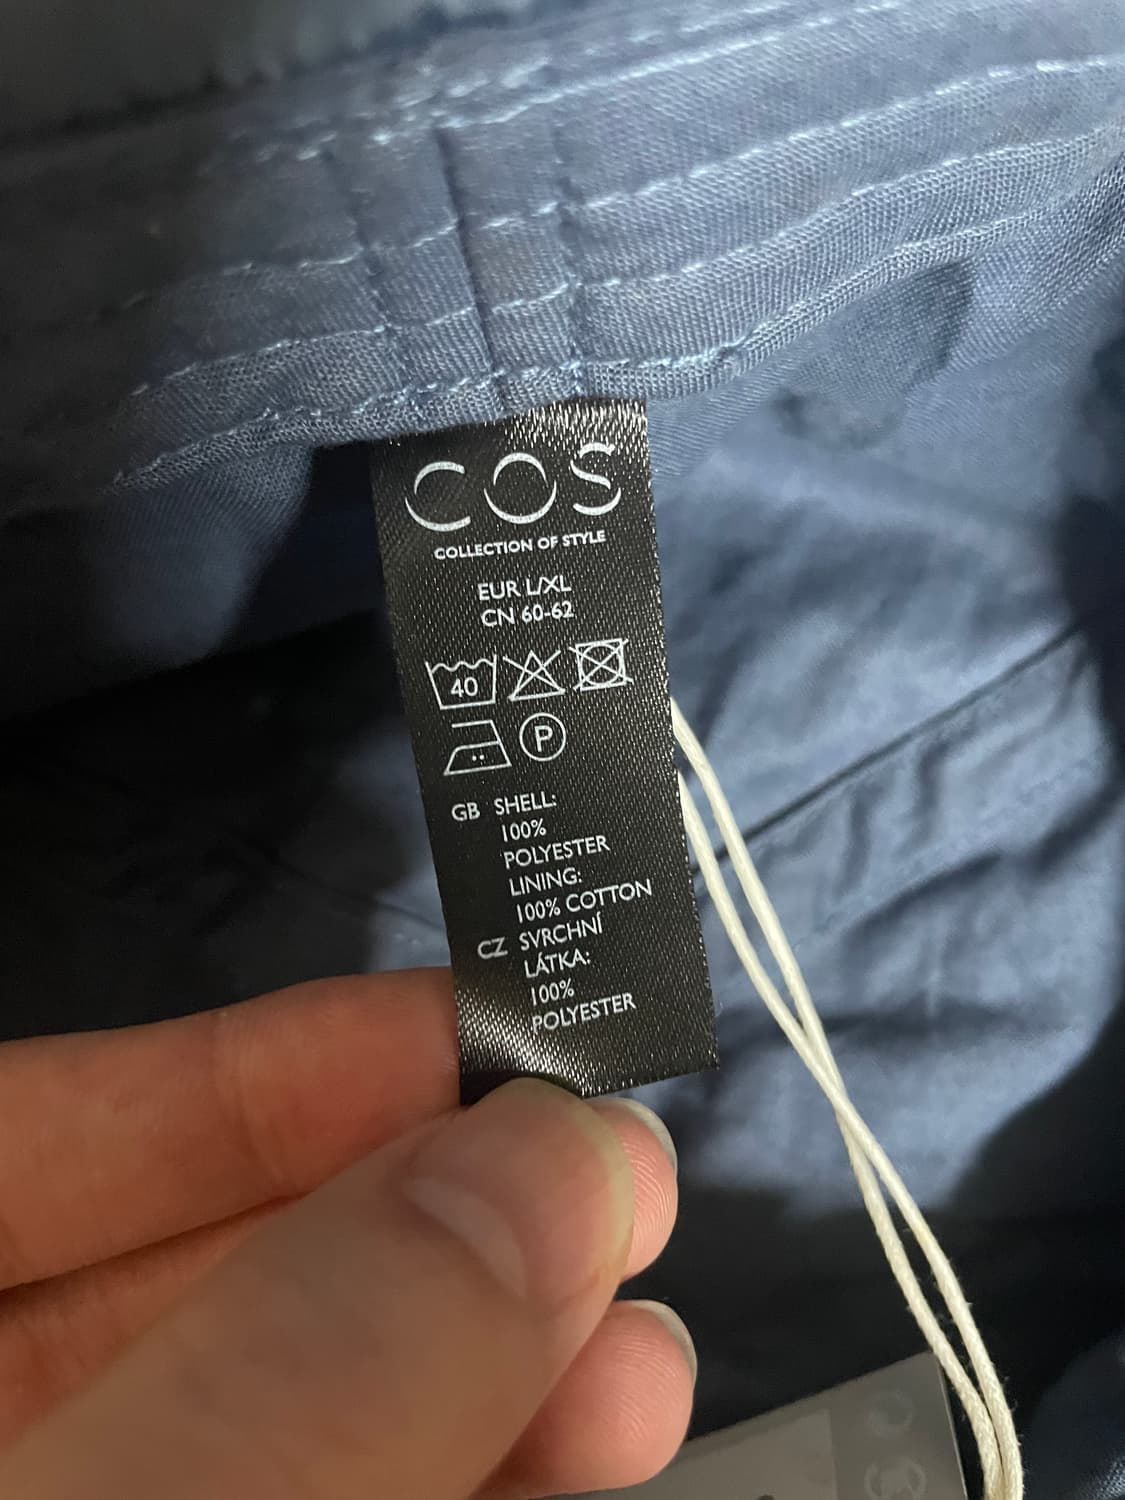 COS
COLLECTION OF STYLE
EUR L/XL
CN 60-62
40
P
GB SHELL:
100%
POLYESTER
LINING:
100% COTTON
CZ SVRCHNÍ
LÁTKA:
100%
POLYESTER